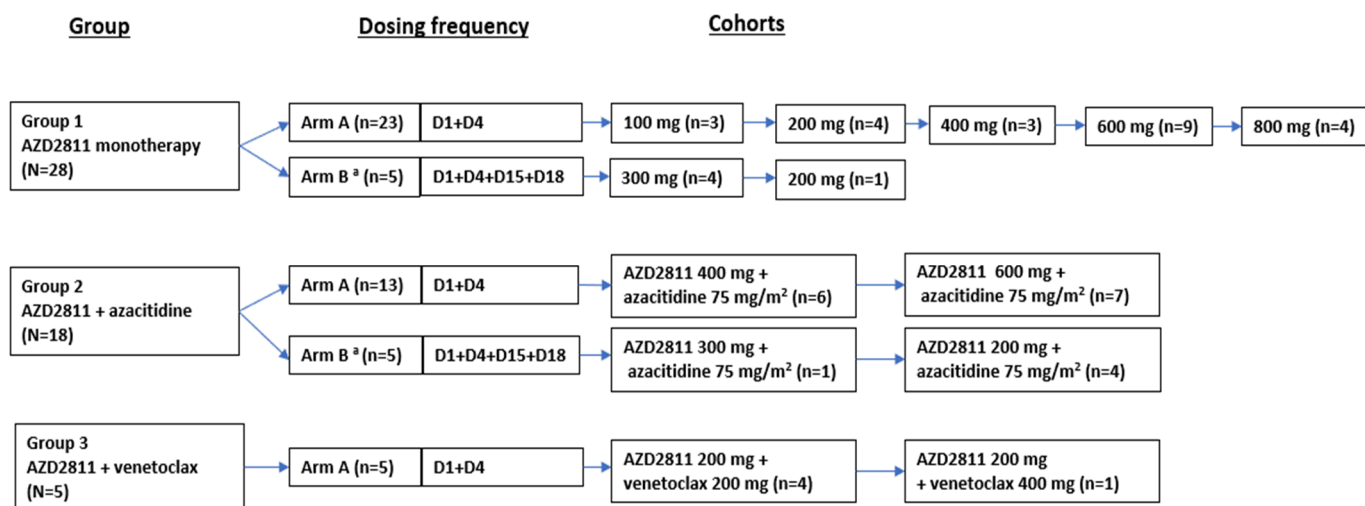 Group
Dosing frequency
Cohorts
Group 1
AZD2811 monotherapy
(N=28)
Arm A (n=23)
D1+D4
100 mg (n=3)
200 mg (n=4)
400 mg (n=3)
600 mg (n=9)
800 mg (n=4)
Arm B ª (n=5)
D1+D4+D15+D18
300 mg (n=4)
200 mg (n=1)
Group 2
AZD2811 + azacitidine
(N=18)
Arm A (n=13)
D1+D4
AZD2811 400 mg +
azacitidine 75 mg/m² (n=6)
AZD2811 600 mg +
azacitidine 75 mg/m² (n=7)
Arm B ª (n=5)
D1+D4+D15+D18
AZD2811 300 mg +
azacitidine 75 mg/m² (n=1)
AZD2811 200 mg +
azacitidine 75 mg/m² (n=4)
Group 3
AZD2811 + venetoclax
(N=5)
Arm A (n=5)
D1+D4
AZD2811 200 mg +
venetoclax 200 mg (n=4)
AZD2811 200 mg
+ venetoclax 400 mg (n=1)